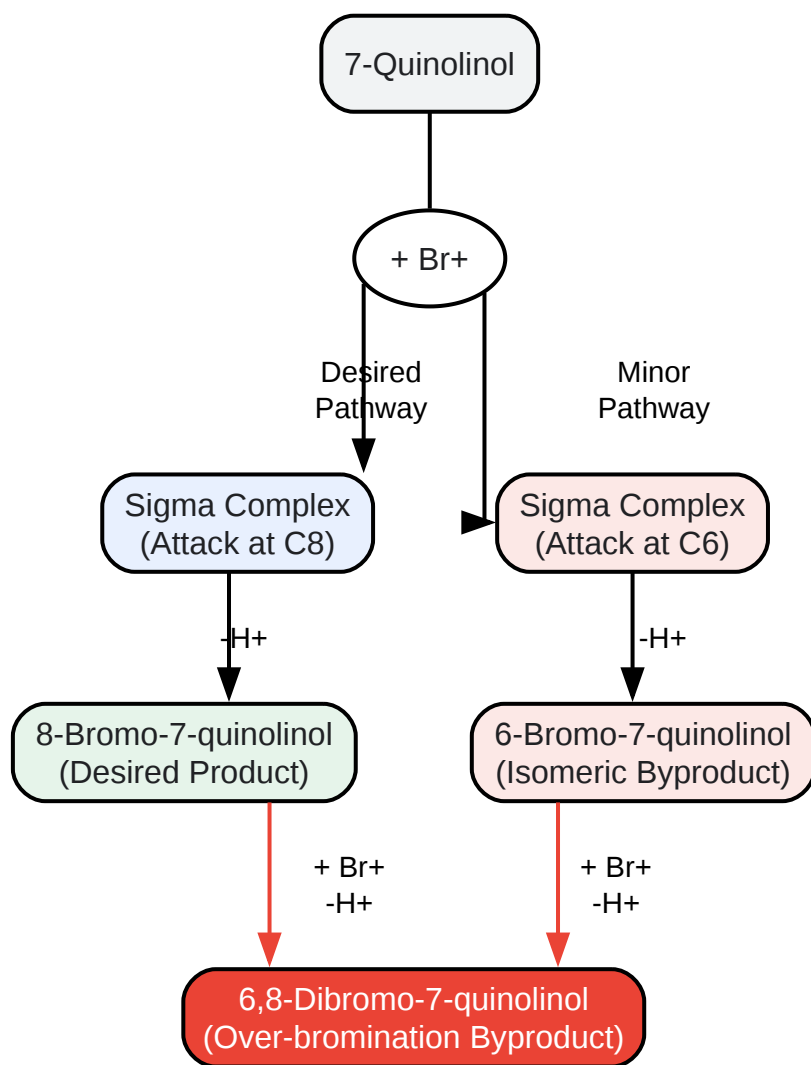 7-Quinolinol
+ Br+
Desired
Pathway
Minor
Pathway
Sigma Complex
(Attack at C8)
Sigma Complex
(Attack at C6)
-H+
-H+
8-Bromo-7-quinolinol
(Desired Product)
6-Bromo-7-quinolinol
(Isomeric Byproduct)
+ Br+
-H+
+ Br+
-H+
6,8-Dibromo-7-quinolinol
(Over-bromination Byproduct)